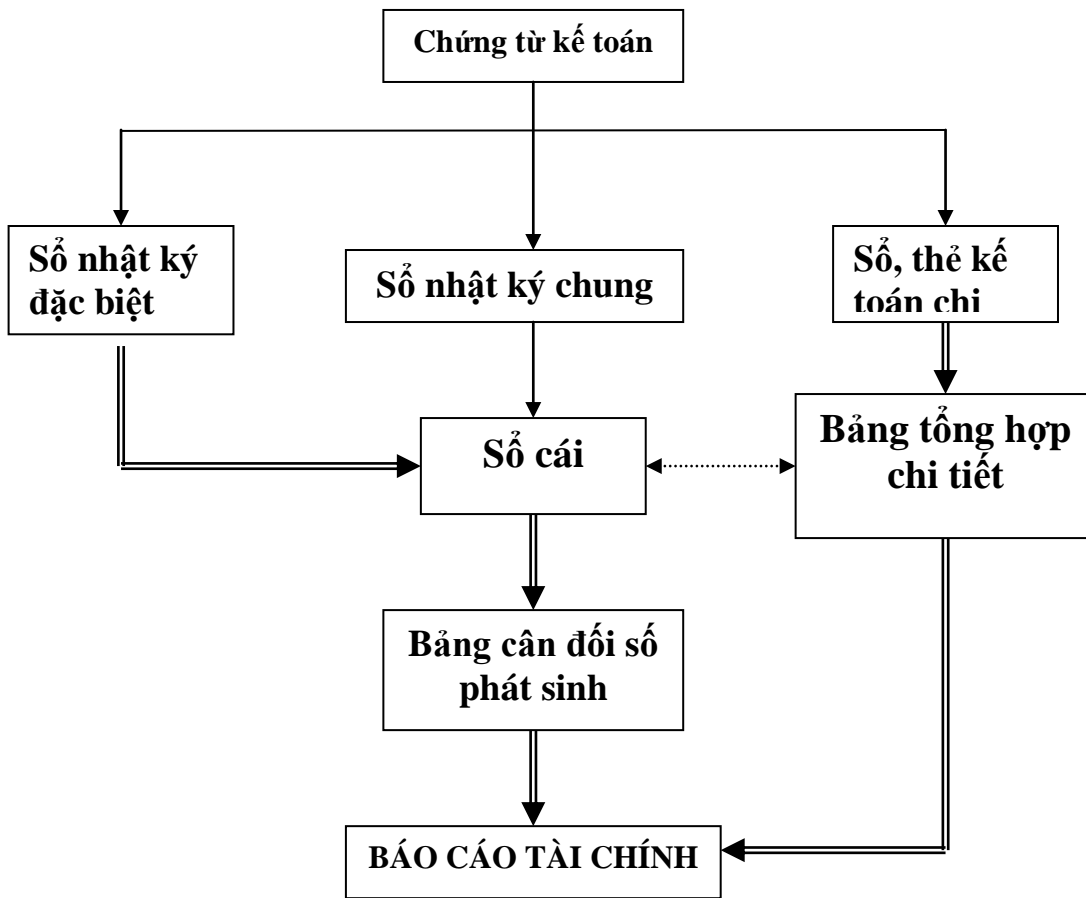 Chứng từ kế toán
Sổ nhật ký
đặc biệt
Sổ nhật ký chung
Sổ, thẻ kế
toán chi
Sổ cái
Bảng tổng hợp
chi tiết
Bảng cân đối số
phát sinh
BÁO CÁO TÀI CHÍNH